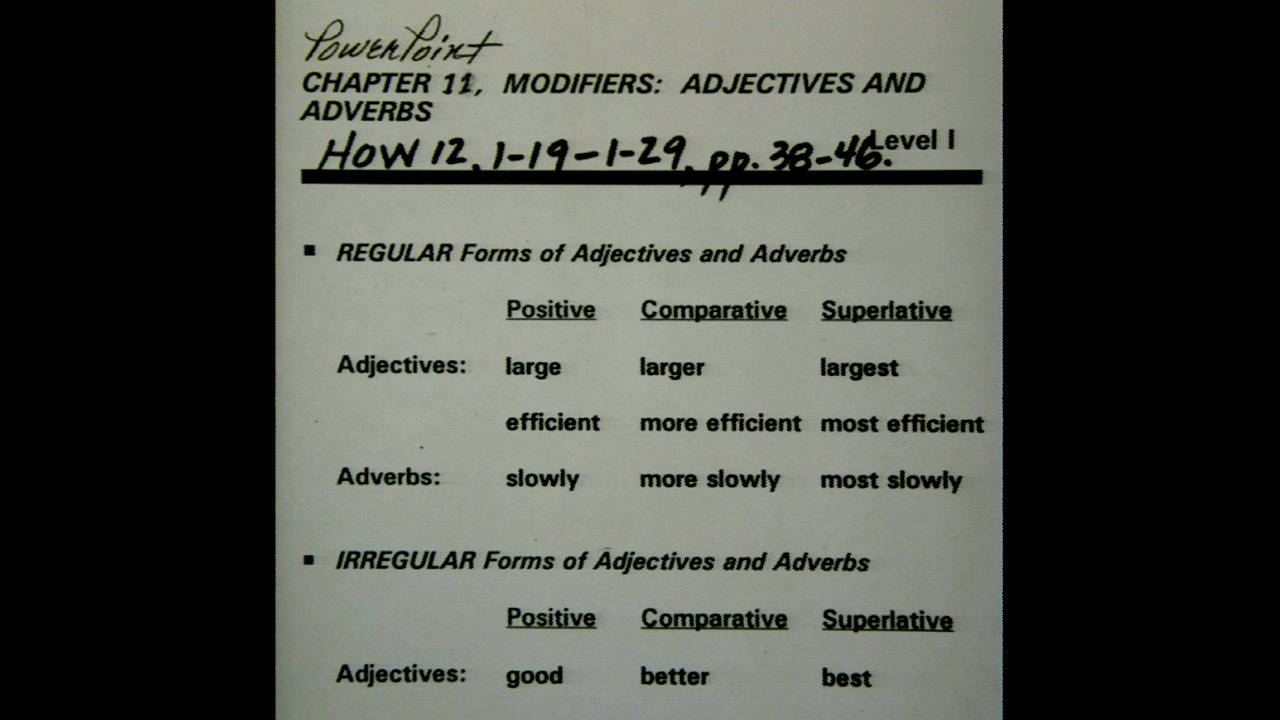 PowerPoint
CHAPTER 11, MODIFIERS: ADJECTIVES AND
ADVERBS
HOW 12, 1-19-1-29, pp. 38-46. Level I
▪ REGULAR Forms of Adjectives and Adverbs
Positive Comparative Superlative
Adjectives: large larger largest
efficient more efficient most efficient
Adverbs: slowly more slowly most slowly
▪ IRREGULAR Forms of Adjectives and Adverbs
Positive Comparative Superlative
Adjectives: good better best